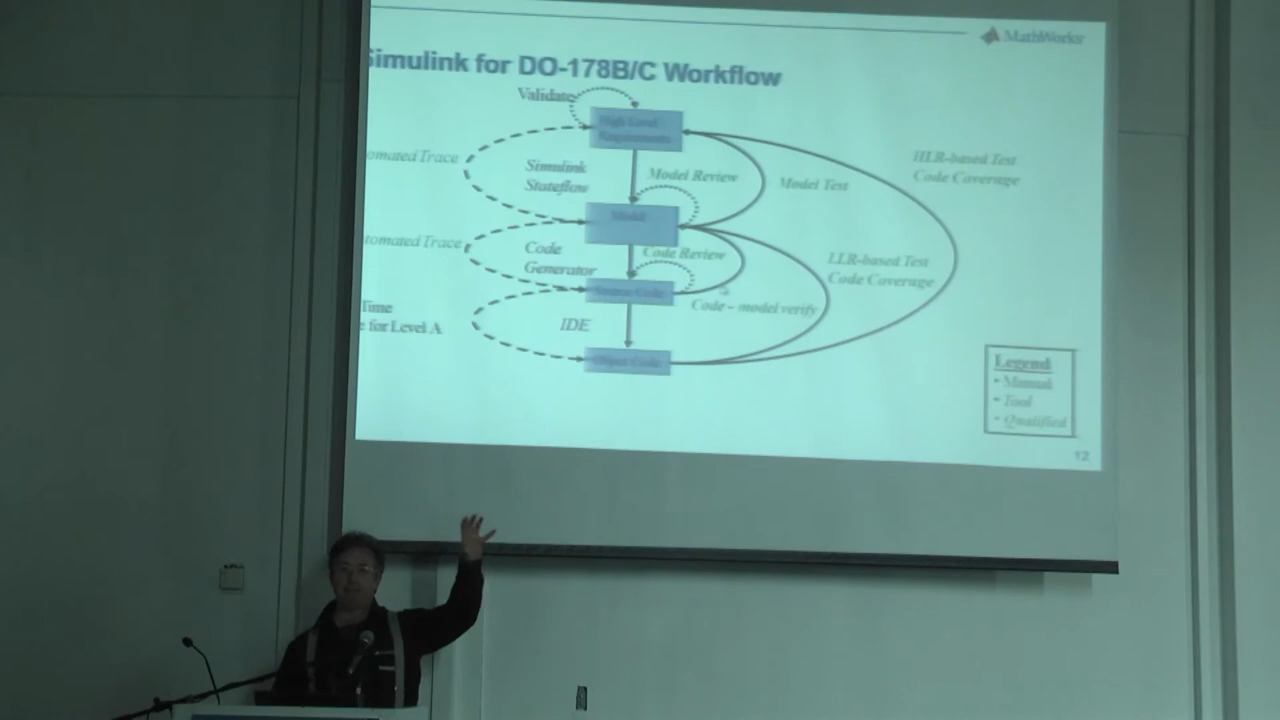 MathWorks
Simulink for DO-178B/C Workflow
Validate
High Level
Requirements
omated Trace
Simulink
Stateflow
Model Review
Model Test
HLR-based Test
Code Coverage
Model
tomated Trace
Code
Generator
Code Review
LLR-based Test
Code Coverage
Source Code
Code – model verify
Time
e for Level A
IDE
Object Code
Legend:
- Manual
- Tool
- Qualified
12